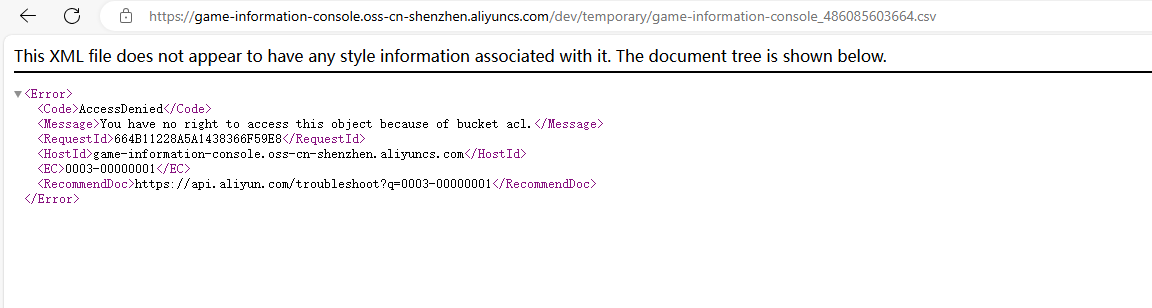 https://game-information-console.oss-cn-shenzhen.aliyuncs.com/dev/temporary/game-information-console_486085603664.csv
This XML file does not appear to have any style information associated with it. The document tree is shown below.
<Error>
<Code>AccessDenied</Code>
<Message>You have no right to access this object because of bucket acl.</Message>
<RequestId>664B11228A5A1438366F59E8</RequestId>
<HostId>game-information-console.oss-cn-shenzhen.aliyuncs.com</HostId>
<EC>0003-00000001</EC>
<RecommendDoc>https://api.aliyun.com/troubleshoot?q=0003-00000001</RecommendDoc>
</Error>